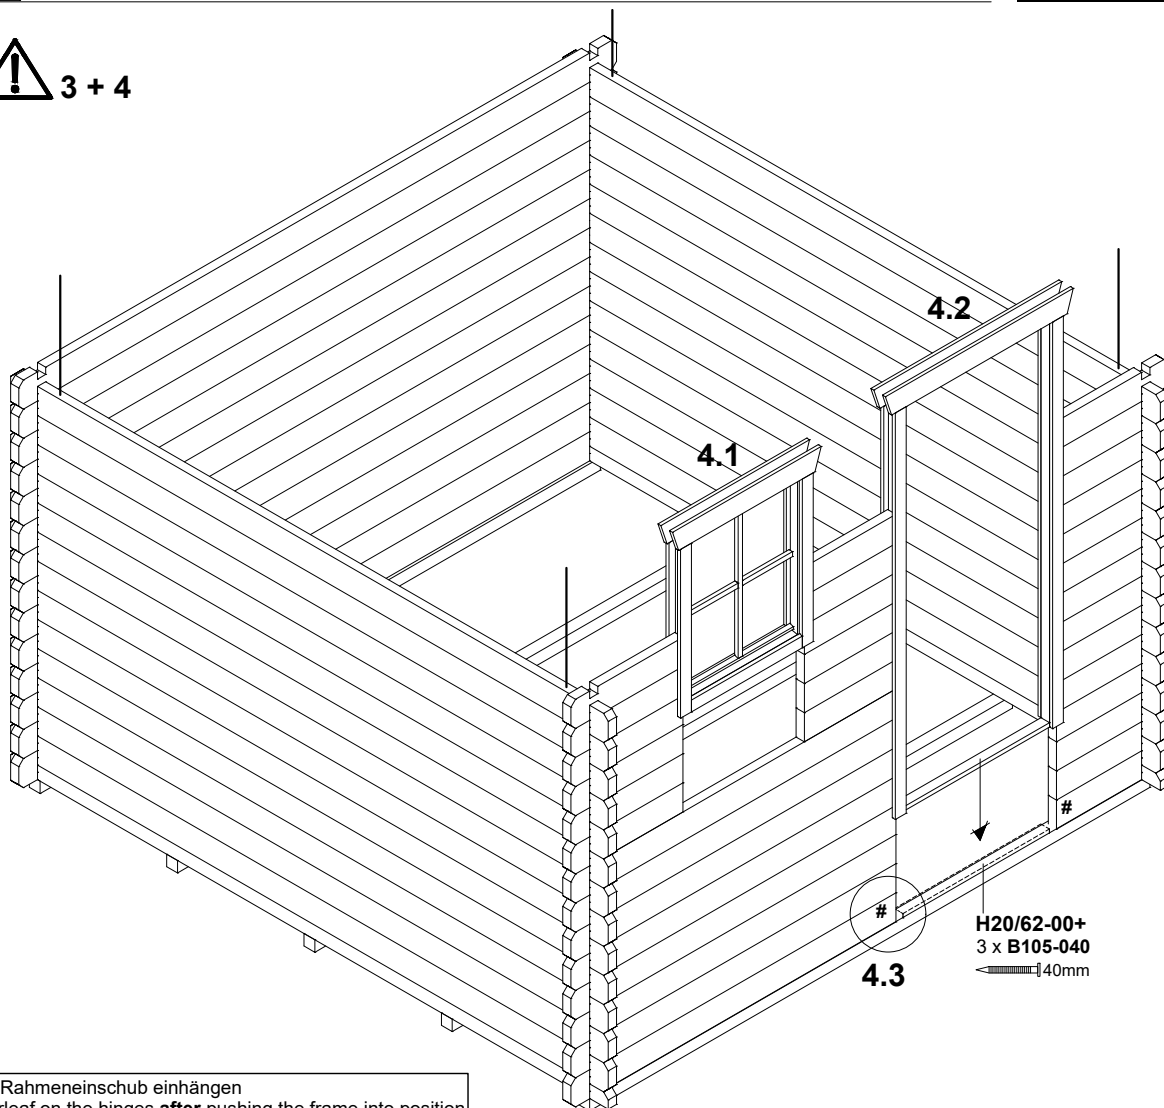 3 + 4
4.2
4.1
#
#
H20/62-00+
3 x B105-040
40mm
4.3
Rahmeneinschub einhängen
on the hinges after pushing the frame into position